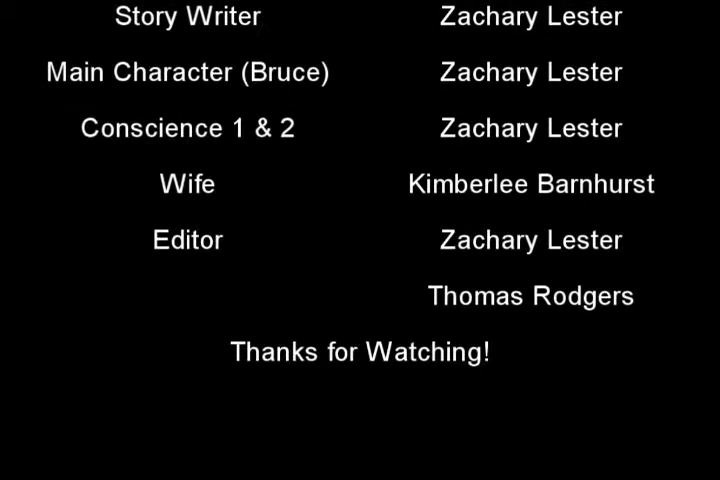 Story Writer Zachary Lester
Main Character (Bruce) Zachary Lester
Conscience 1 & 2 Zachary Lester
Wife Kimberlee Barnhurst
Editor Zachary Lester
Thomas Rodgers
Thanks for Watching!